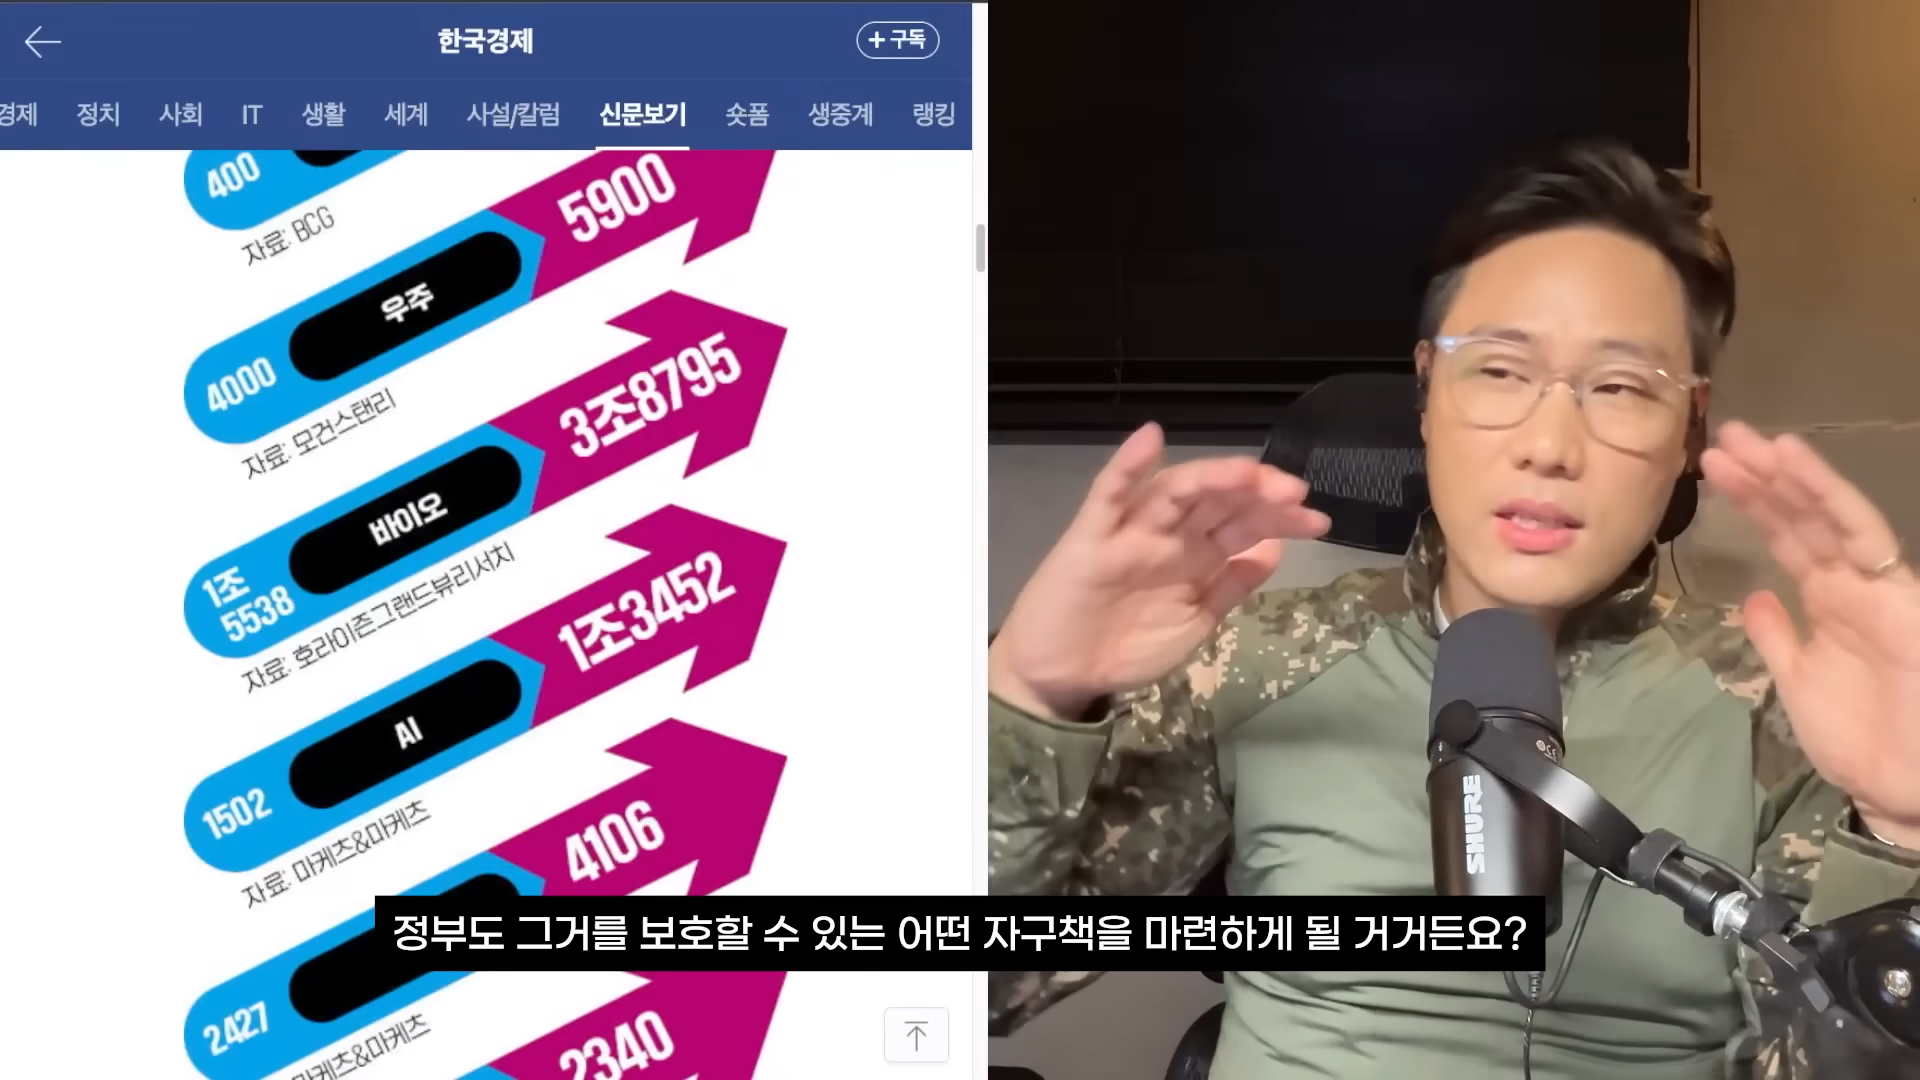 한국경제
+ 구독
경제 정치 사회 IT 생활 세계 사설/칼럼 신문보기 숏폼 생중계 랭킹
400
자료: BCG
5900
우주
4000
자료: 모건스탠리
3조8795
바이오
1조
5538
자료: 호라이즌그랜드뷰리서치
1조3452
AI
1502
자료: 마케츠&마케츠
4106
2427
마케츠&마케츠
2340
SHURE
정부도 그거를 보호할 수 있는 어떤 자구책을 마련하게 될 거거든요?